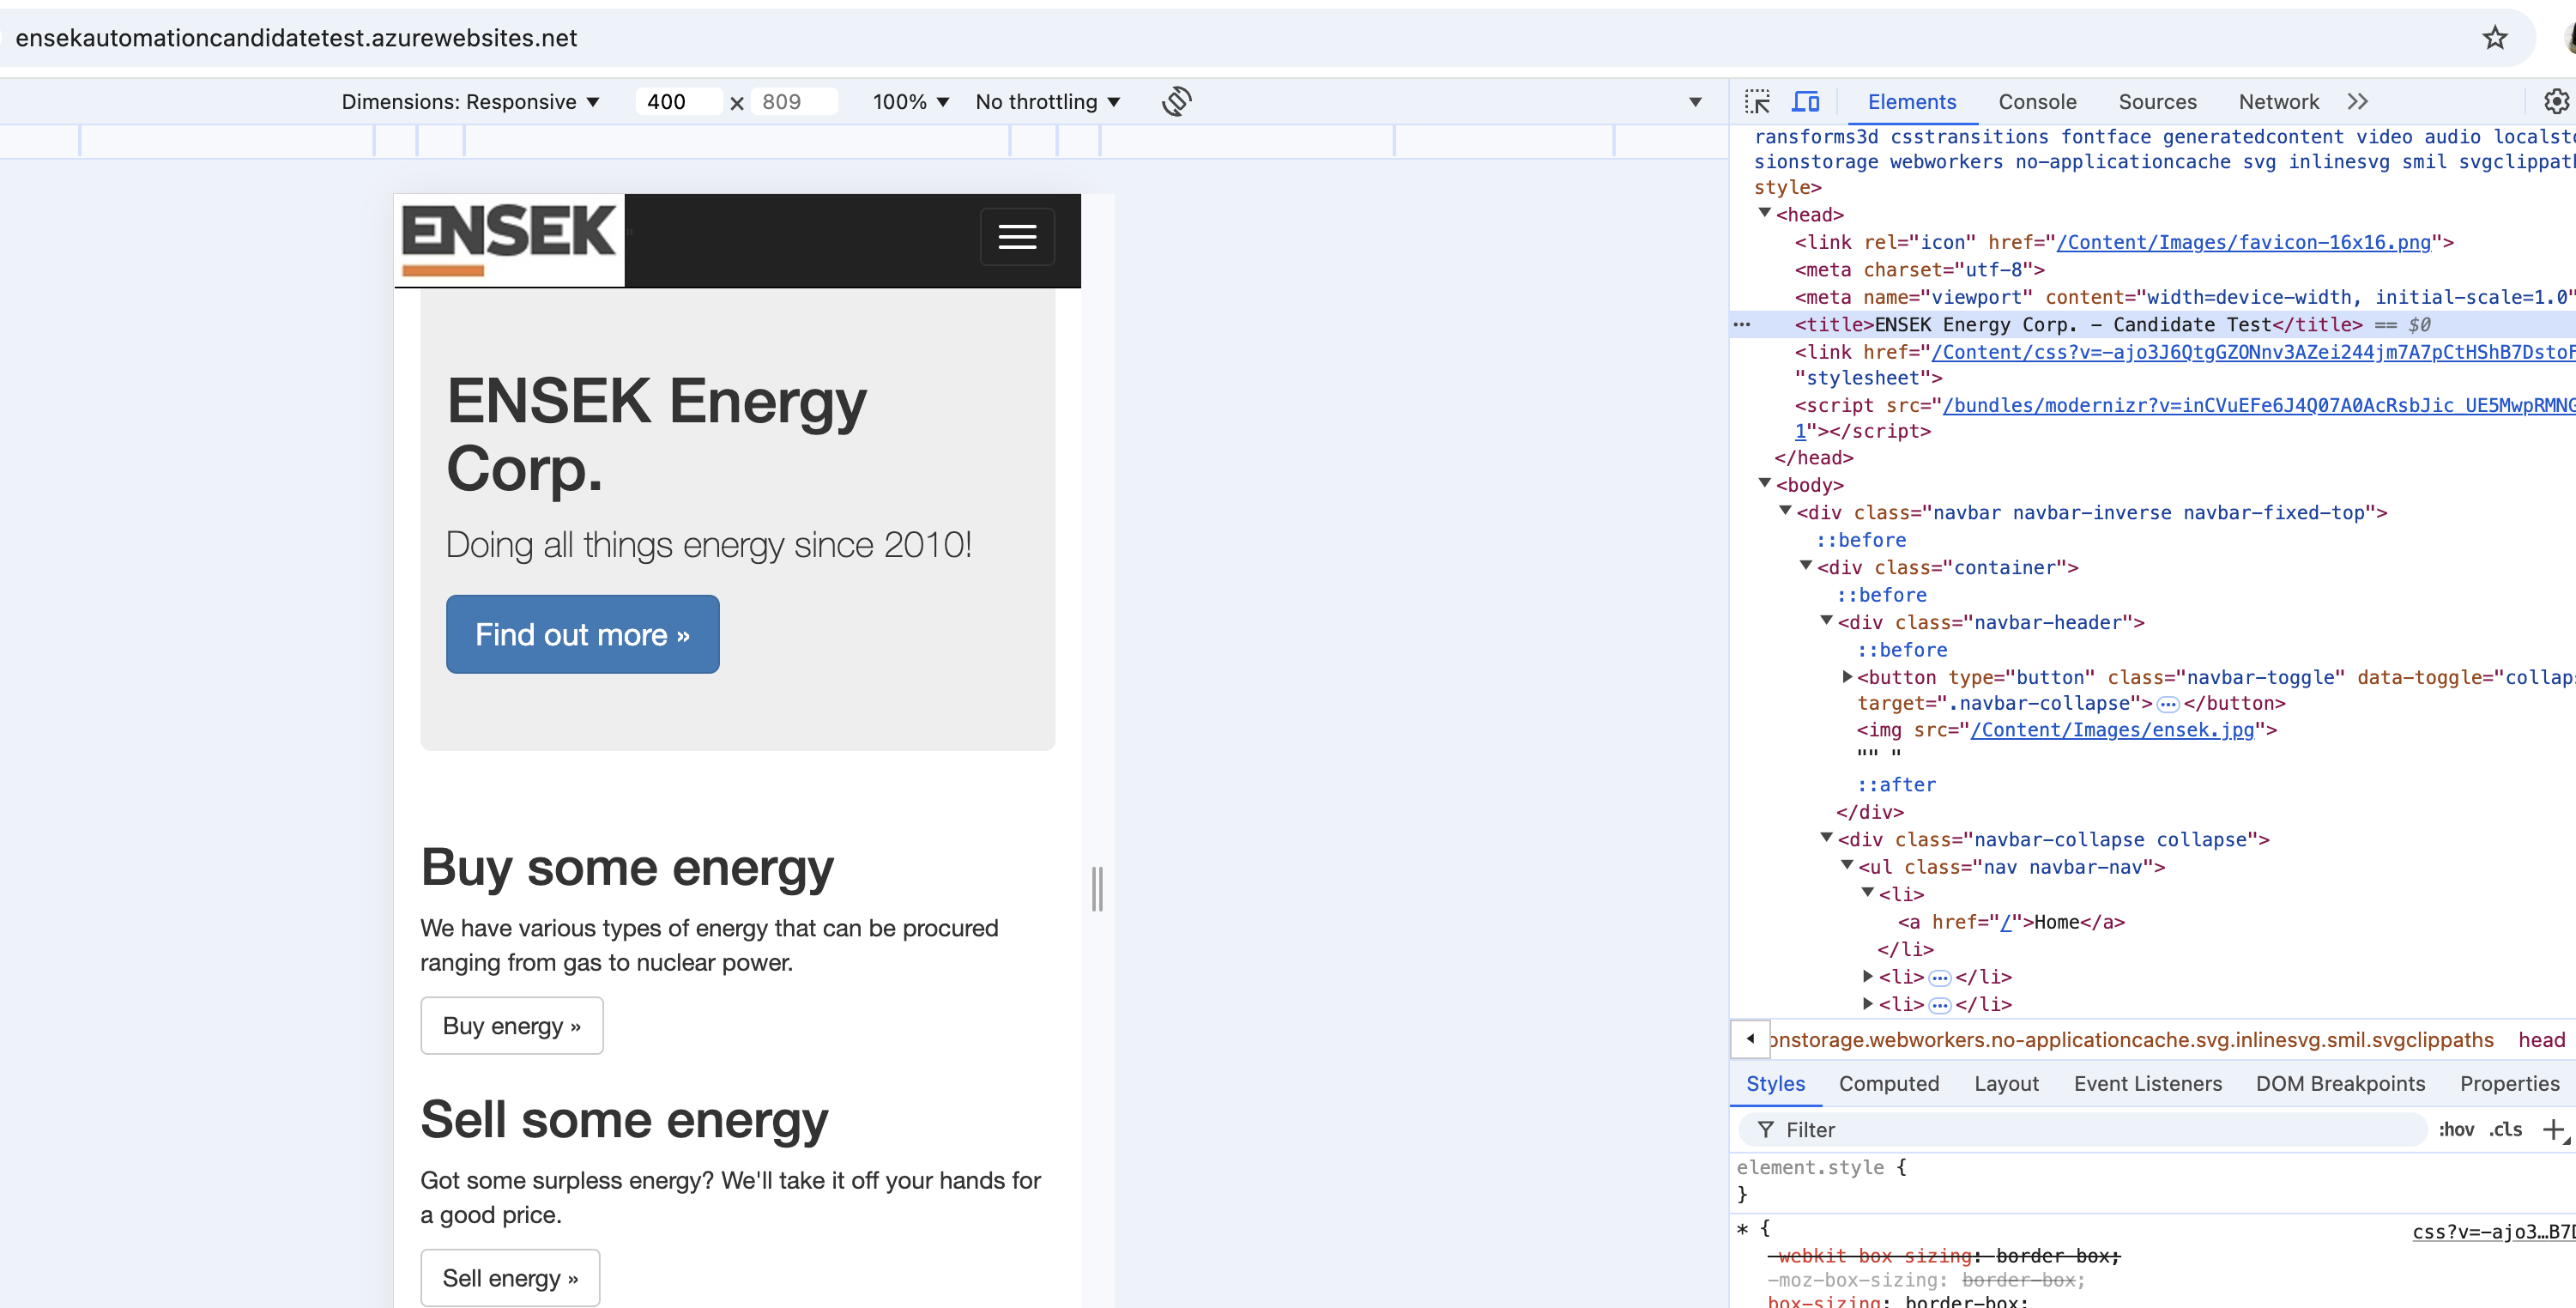 ensekautomationcandidatetest.azurewebsites.net
Dimensions: Responsive ▼ 400 × 809 100% ▼ No throttling ▼
ENSEK
ENSEK Energy
Corp.
Doing all things energy since 2010!
Find out more »
Buy some energy
We have various types of energy that can be procured
ranging from gas to nuclear power.
Buy energy »
Sell some energy
Got some surpless energy? We'll take it off your hands for
a good price.
Sell energy »
Elements Console Sources Network >>
ransforms3d csstransitions fontface generatedcontent video audio localsto
sionstorage webworkers no-applicationcache svg inlinesvg smil svgclippath
style>
▼<head>
<link rel="icon" href="/Content/Images/favicon-16x16.png">
<meta charset="utf-8">
<meta name="viewport" content="width=device-width, initial-scale=1.0"
<title>ENSEK Energy Corp. – Candidate Test</title> == $0
<link href="/Content/css?v=-ajo3J6QtgGZONnv3AZei244jm7A7pCtHShB7DstoF
"stylesheet">
<script src="/bundles/modernizr?v=inCVuEFe6J4Q07A0AcRsbJic_UE5MwpRMNG
1"></script>
</head>
▼<body>
▼<div class="navbar navbar-inverse navbar-fixed-top">
::before
▼<div class="container">
::before
▼<div class="navbar-header">
::before
▶<button type="button" class="navbar-toggle" data-toggle="collaps
target=".navbar-collapse">…</button>
<img src="/Content/Images/ensek.jpg">
"" "
::after
</div>
▼<div class="navbar-collapse collapse">
▼<ul class="nav navbar-nav">
▼<li>
<a href="/">Home</a>
</li>
▶<li>…</li>
▶<li>…</li>
onstorage.webworkers.no-applicationcache.svg.inlinesvg.smil.svgclippaths head
Styles Computed Layout Event Listeners DOM Breakpoints Properties
Filter :hov .cls +
element.style {
}
* { css?v=-ajo3…B7D
-webkit-box-sizing: border-box;
-moz-box-sizing: border-box;
box-sizing: border-box;